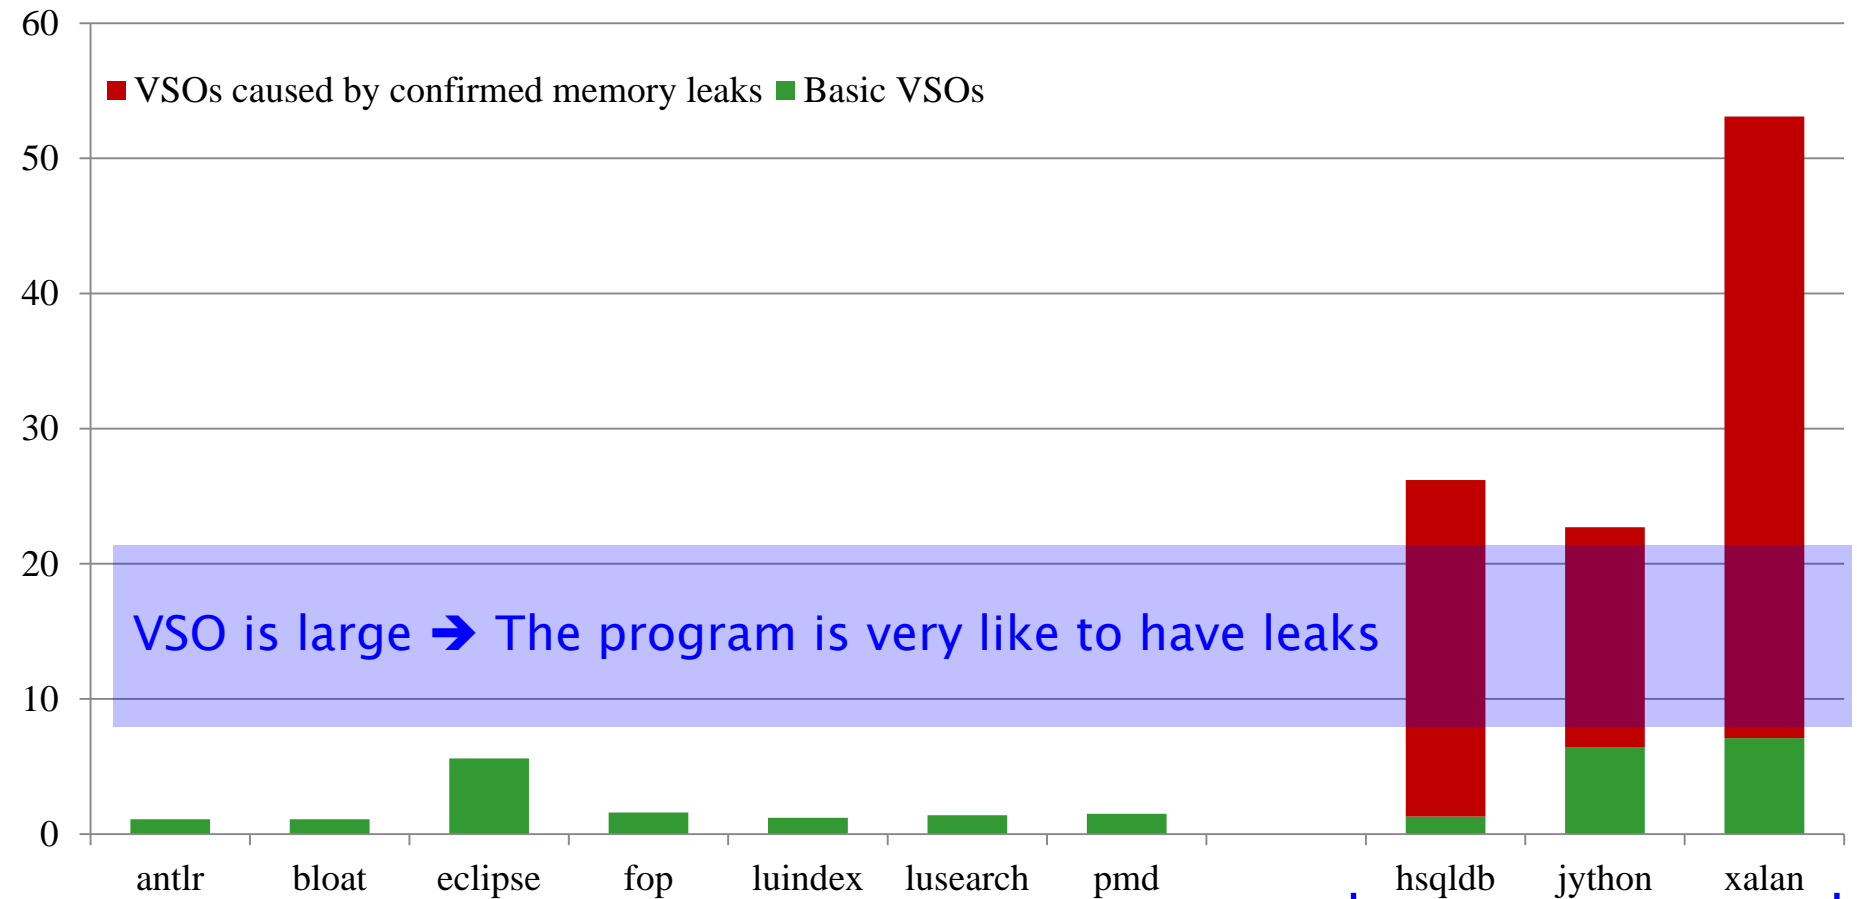 60
VSOs caused by confirmed memory leaks Basic VSOs
50
40
30
20
VSO is large ➔ The program is very like to have leaks
10
0
antlr bloat eclipse fop luindex lusearch pmd hsqldb jython xalan